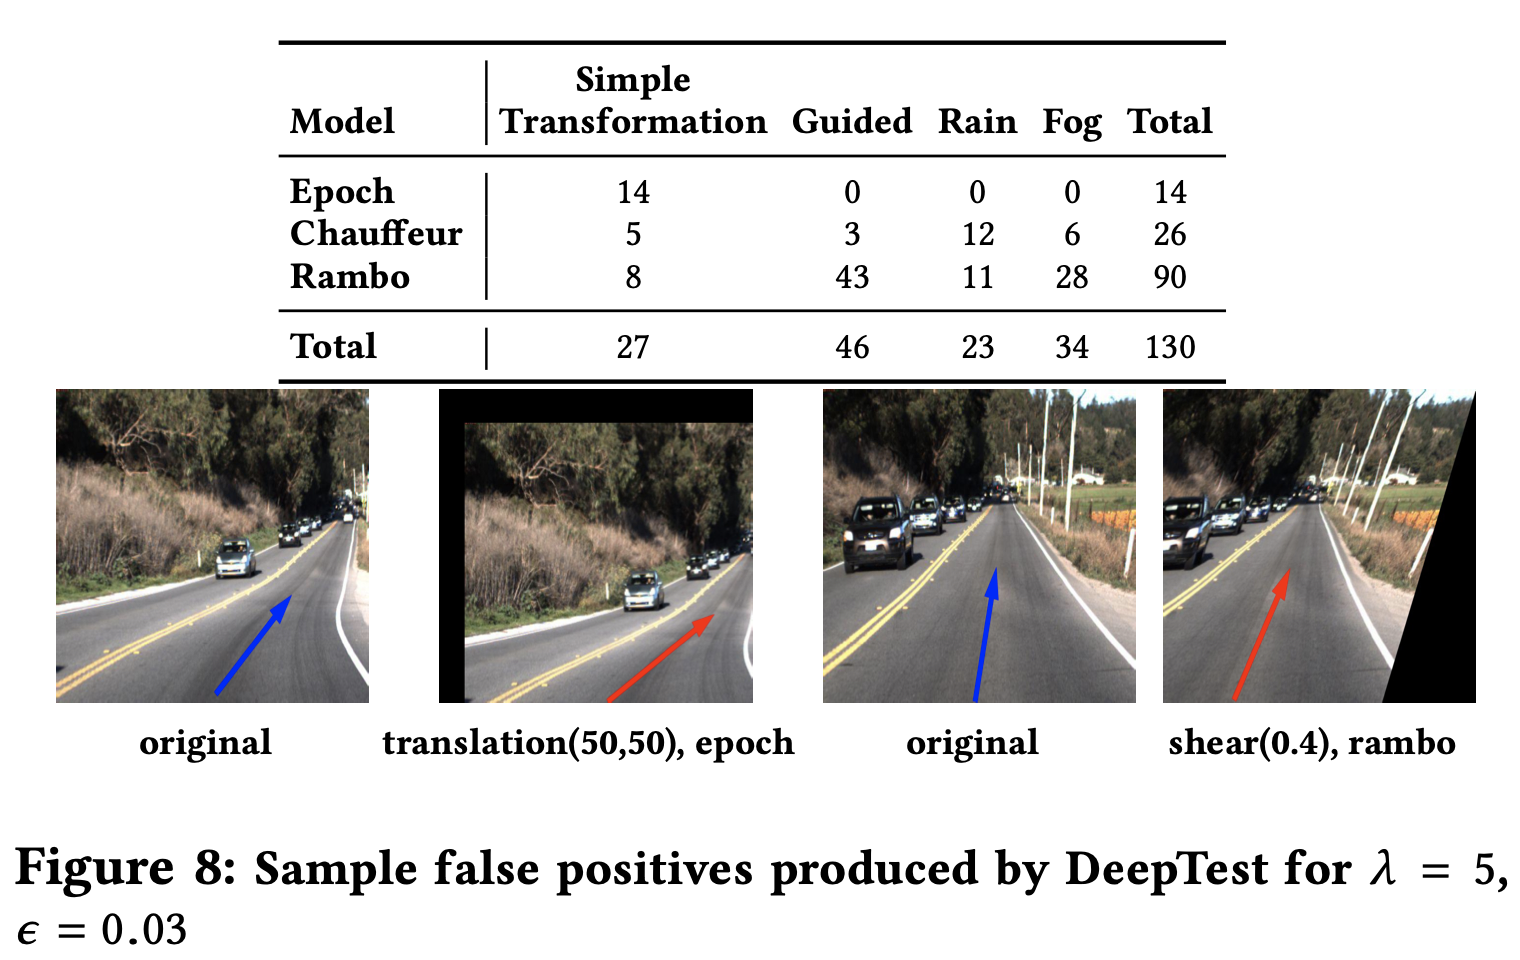 Simple
Model Transformation Guided Rain Fog Total
Epoch 14 0 0 0 14
Chauffeur 5 3 12 6 26
Rambo 8 43 11 28 90
Total 27 46 23 34 130
original translation(50,50), epoch original shear(0.4), rambo
Figure 8: Sample false positives produced by DeepTest for λ = 5,
ϵ = 0.03